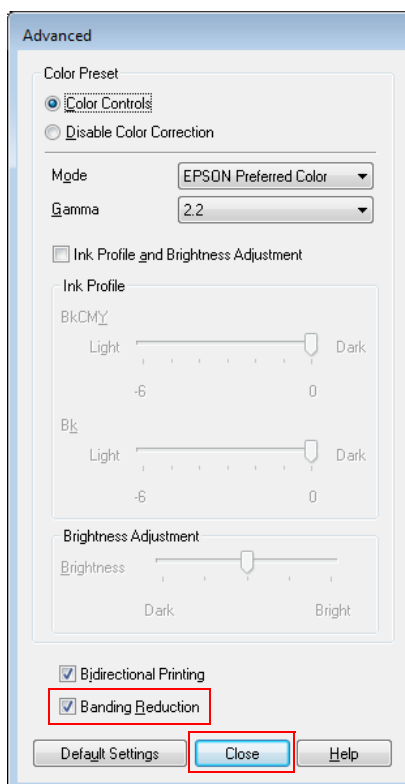 Advanced
Color Preset
Color Controls
Disable Color Correction
Mode EPSON Preferred Color
Gamma 2.2
Ink Profile and Brightness Adjustment
Ink Profile
BkCMY
Light Dark
-6 0
Bk
Light Dark
-6 0
Brightness Adjustment
Brightness
Dark Bright
Bidirectional Printing
Banding Reduction
Default Settings Close Help